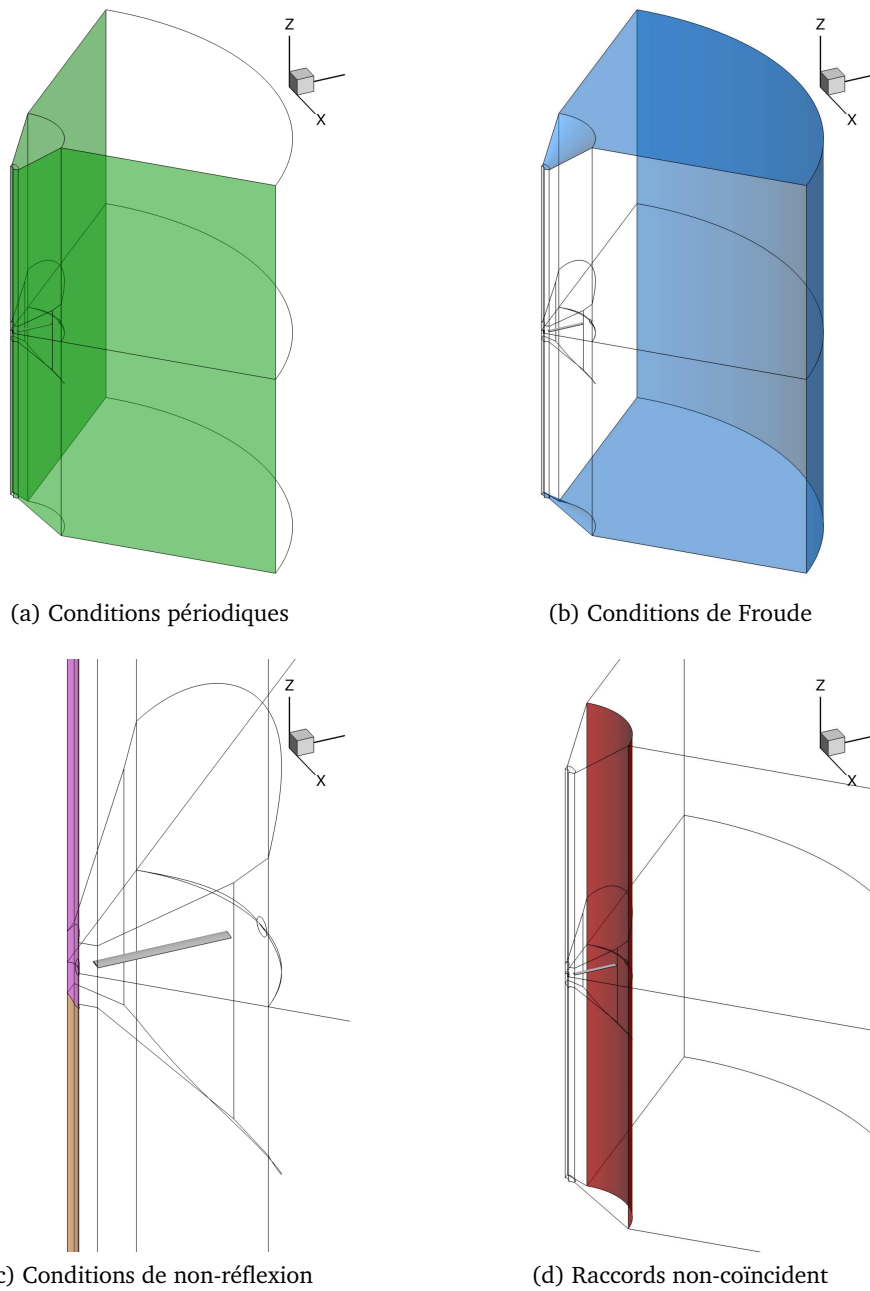 Z
X
Z
X
(a) Conditions périodiques
(b) Conditions de Froude
Z
X
Z
X
c) Conditions de non-réflexion
(d) Raccords non-coïncident